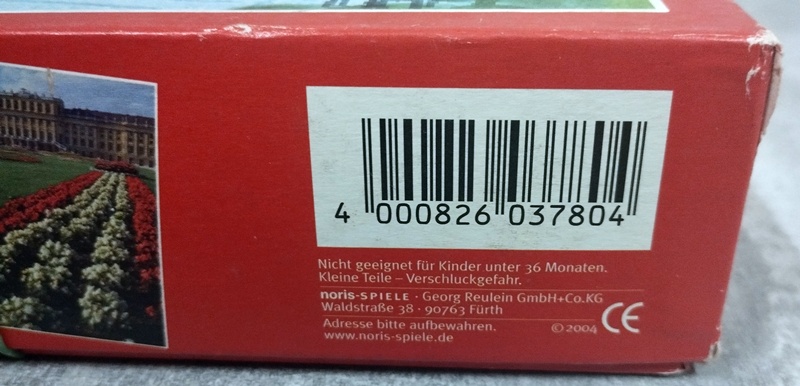 4 000826 037804
Nicht geeignet für Kinder unter 36 Monaten.
Kleine Teile – Verschluckgefahr.
noris-SPIELE · Georg Reulein GmbH+Co.KG
Waldstraße 38 · 90763 Fürth
Adresse bitte aufbewahren.
www.noris-spiele.de
©2004 CE